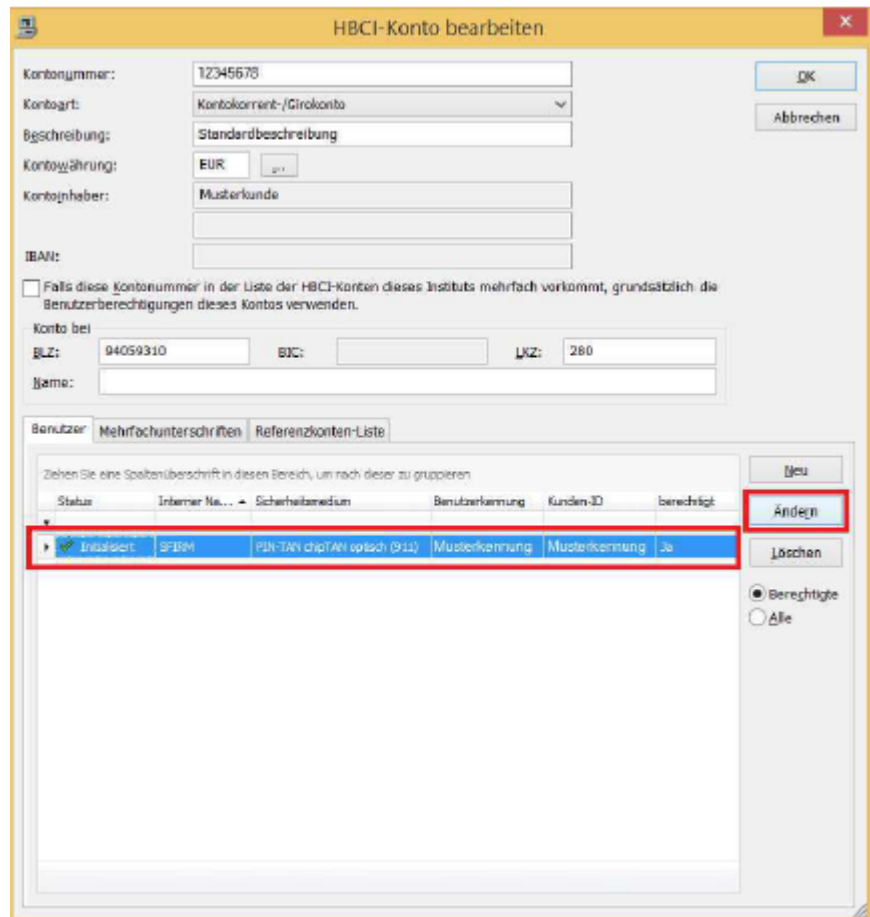 HBCI-Konto bearbeiten
Kontonummer: 12345678
OK
Kontoart: Kontokorrent-/Girokonto
Abbrechen
Beschreibung: Standardbeschreibung
Kontowährung: EUR ...
Kontoinhaber: Musterkunde
IBAN:
Falls diese Kontonummer in der Liste der HBCI-Konten dieses Instituts mehrfach vorkommt, grundsätzlich die
Benutzerberechtigungen dieses Kontos verwenden.
Konto bei
BLZ: 94059310 BIC: LKZ: 280
Name:
Benutzer Mehrfachunterschriften Referenzkonten-Liste
Ziehen Sie eine Spaltenüberschrift in diesen Bereich, um nach dieser zu gruppieren
Neu
Status Interner Na... Sicherheitsmedium Benutzerkennung Kunden-ID berechtigt
Ändern
Initialisiert SFIRM PIN-TAN chipTAN optisch (911) Musterkennung Musterkennung Ja
Löschen
Berechtigte
Alle